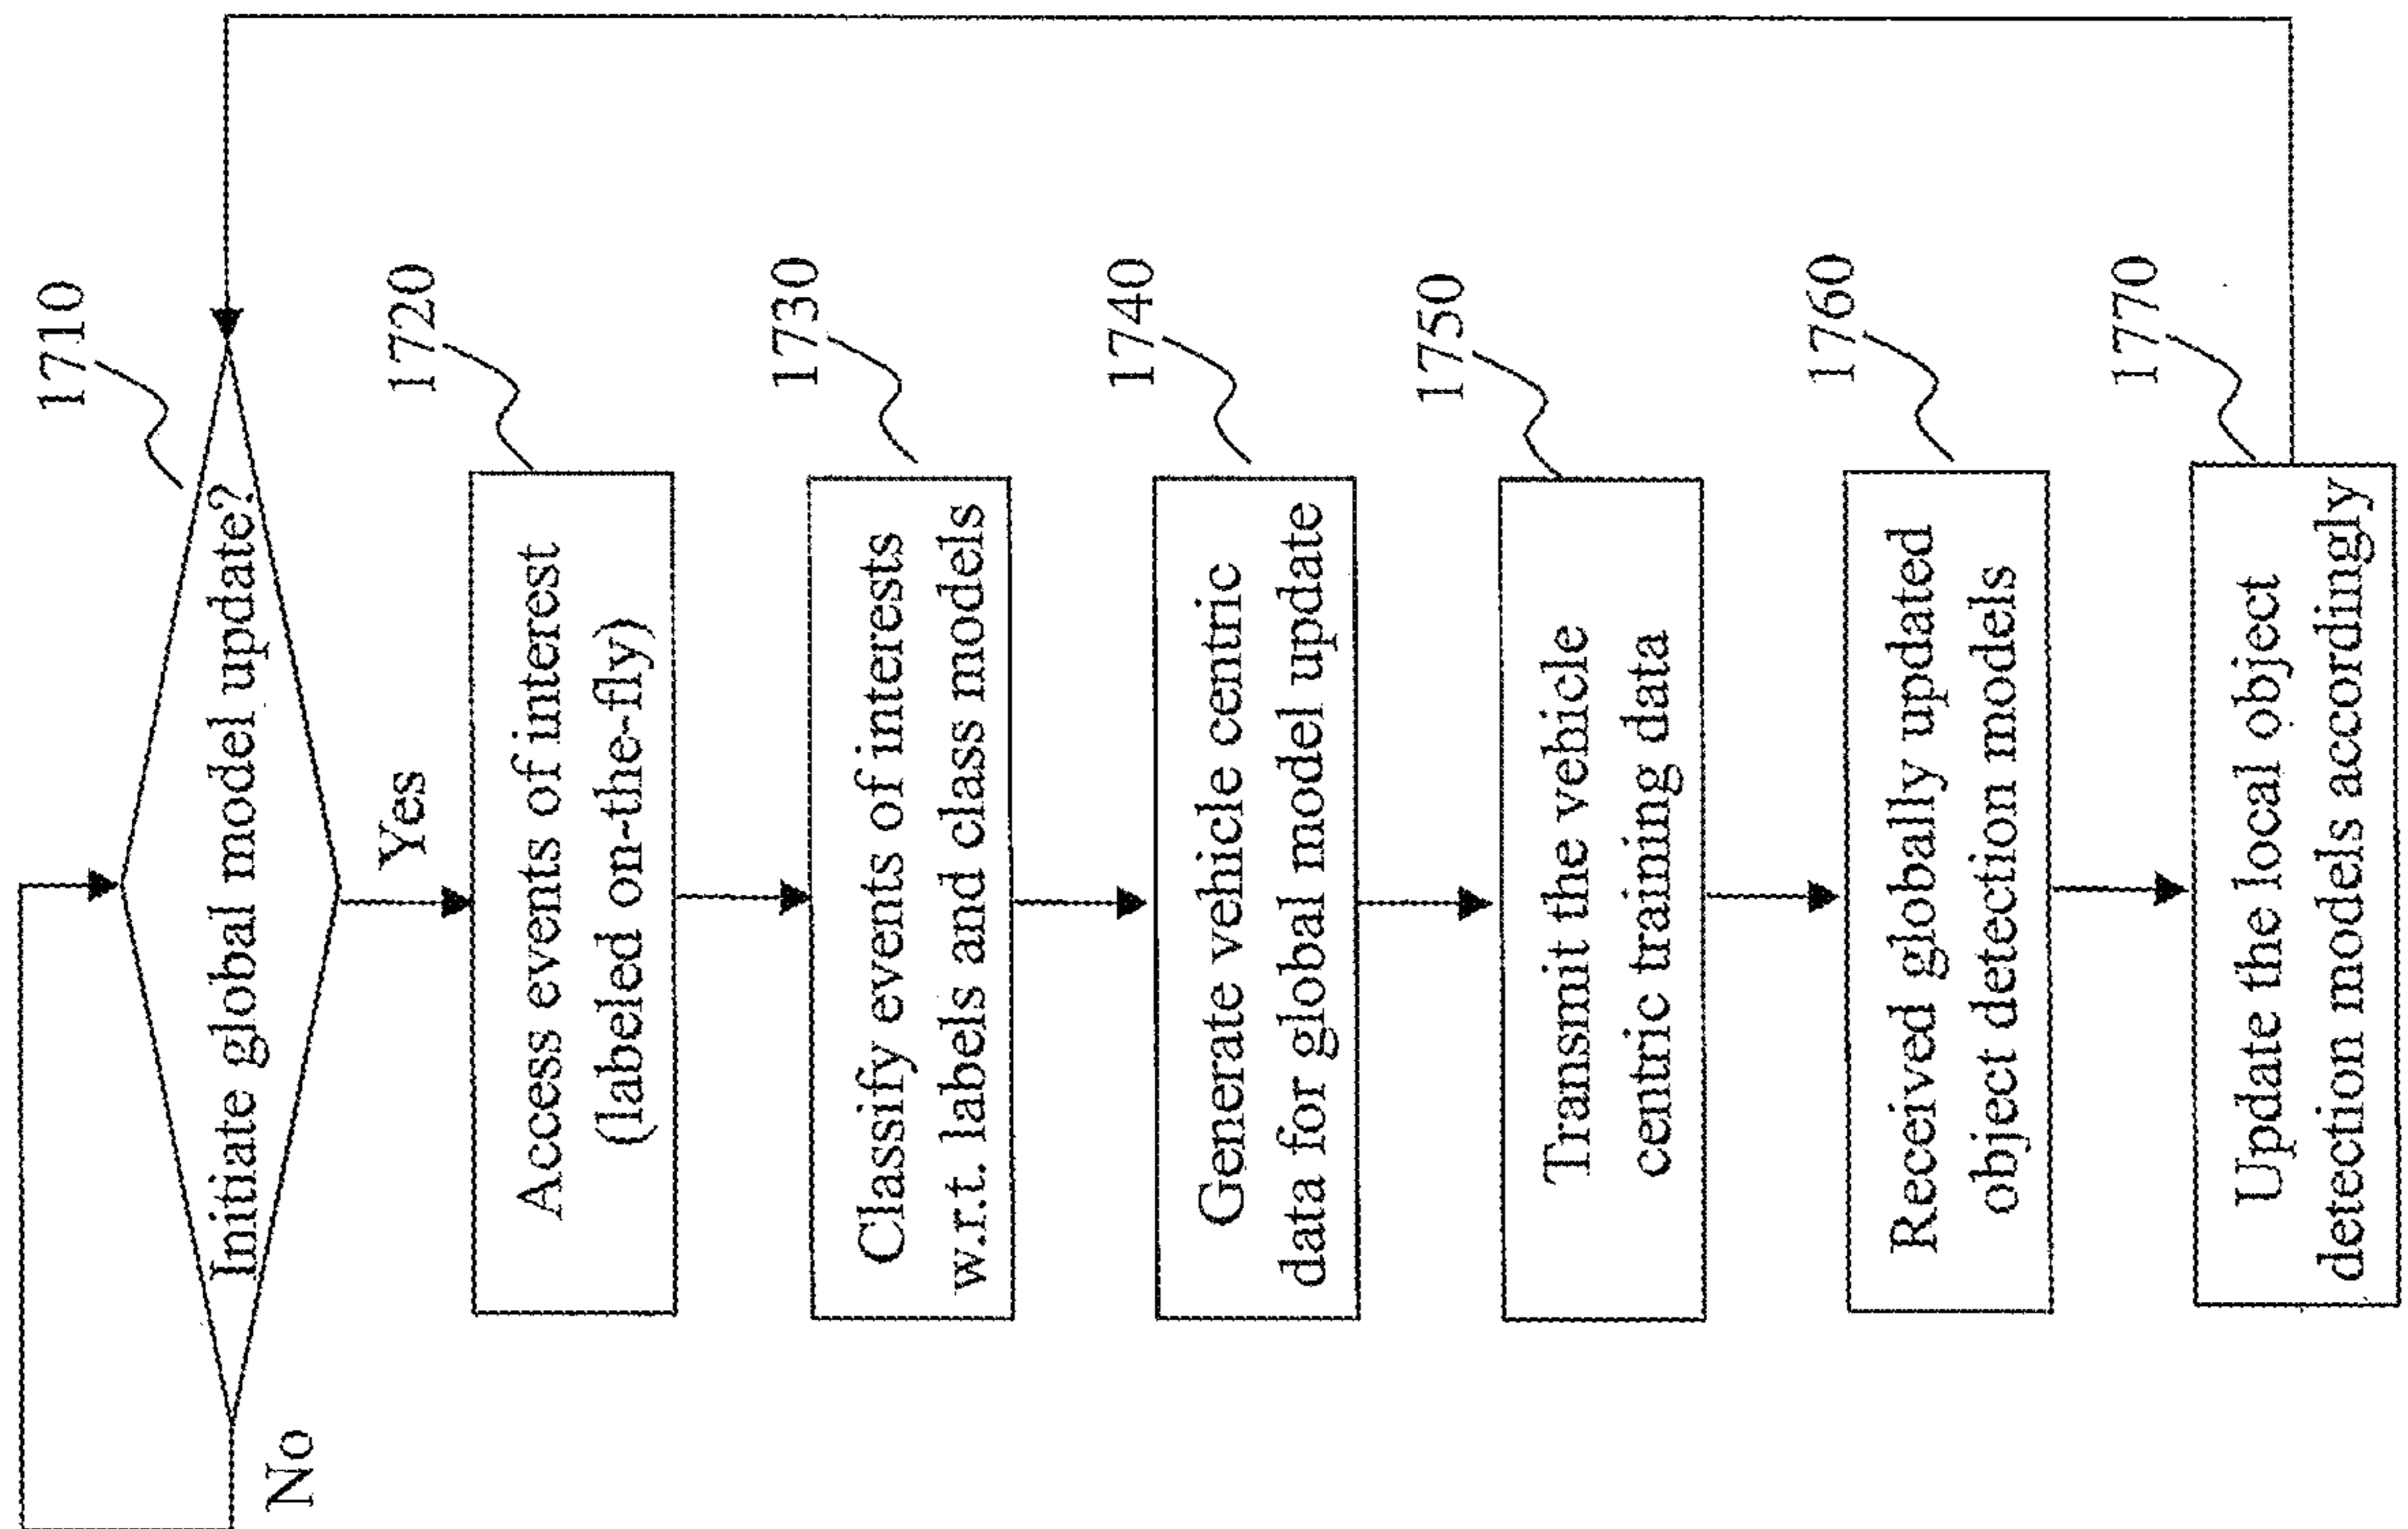 1710
Initiate global model update?
No
Yes
1720
Access events of interest
(labeled on-the-fly)
1730
Classify events of interests
w.r.t. labels and class models
1740
Generate vehicle centric
data for global model update
1750
Transmit the vehicle
centric training data
1760
Received globally updated
object detection models
1770
Update the local object
detection models accordingly